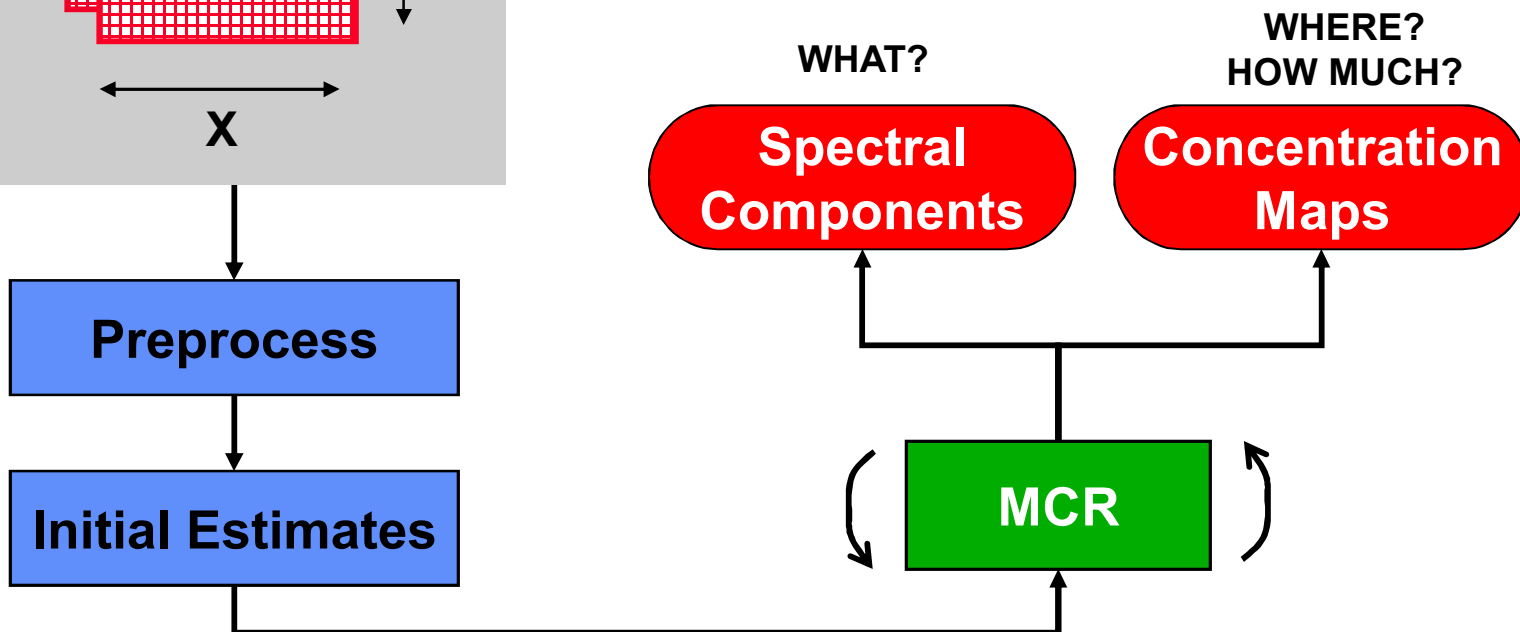 X
Preprocess
Initial Estimates
WHAT?
Spectral
Components
WHERE?
HOW MUCH?
Concentration
Maps
MCR